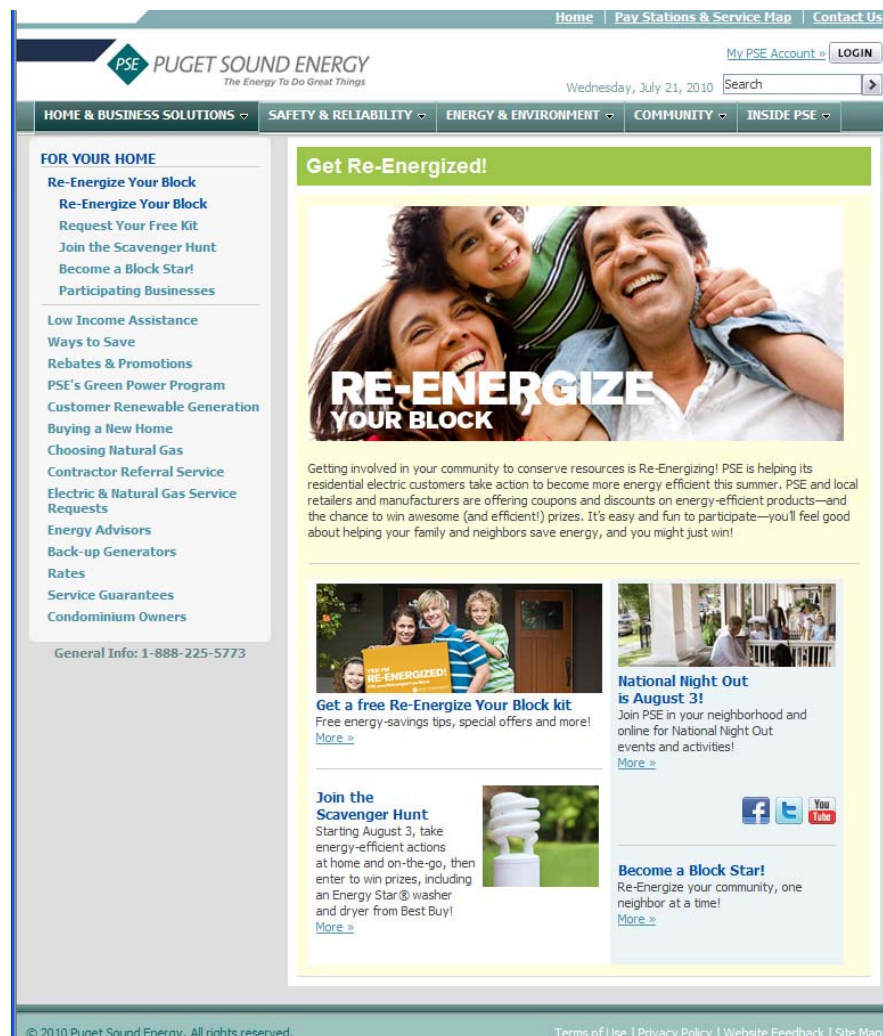 Home | Pay Stations & Service Map | Contact Us
PSE PUGET SOUND ENERGY
The Energy To Do Great Things
My PSE Account » LOGIN
Wednesday, July 21, 2010 Search
HOME & BUSINESS SOLUTIONS SAFETY & RELIABILITY ENERGY & ENVIRONMENT COMMUNITY INSIDE PSE
FOR YOUR HOME
Re-Energize Your Block
Re-Energize Your Block
Request Your Free Kit
Join the Scavenger Hunt
Become a Block Star!
Participating Businesses
Low Income Assistance
Ways to Save
Rebates & Promotions
PSE's Green Power Program
Customer Renewable Generation
Buying a New Home
Choosing Natural Gas
Contractor Referral Service
Electric & Natural Gas Service
Requests
Energy Advisors
Back-up Generators
Rates
Service Guarantees
Condominium Owners
General Info: 1-888-225-5773
Get Re-Energized!
RE-ENERGIZE
YOUR BLOCK
Getting involved in your community to conserve resources is Re-Energizing! PSE is helping its
residential electric customers take action to become more energy efficient this summer. PSE and local
retailers and manufacturers are offering coupons and discounts on energy-efficient products—and
the chance to win awesome (and efficient!) prizes. It's easy and fun to participate—you'll feel good
about helping your family and neighbors save energy, and you might just win!
RE-ENERGIZED!
Get a free Re-Energize Your Block kit
Free energy-savings tips, special offers and more!
More »
Join the
Scavenger Hunt
Starting August 3, take
energy-efficient actions
at home and on-the-go, then
enter to win prizes, including
an Energy Star® washer
and dryer from Best Buy!
More »
National Night Out
is August 3!
Join PSE in your neighborhood and
online for National Night Out
events and activities!
More »
f t You
Tube
Become a Block Star!
Re-Energize your community, one
neighbor at a time!
More »
© 2010 Puget Sound Energy. All rights reserved.
Terms of Use | Privacy Policy | Website Feedback | Site Map